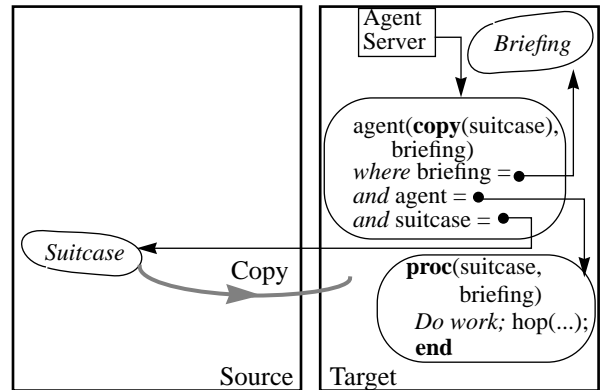 Agent
Server
Briefing
agent(copy(suitcase),
briefing)
where briefing =
and agent =
and suitcase =
Suitcase
Copy
proc(suitcase,
briefing)
Do work; hop(...);
end
Source
Target